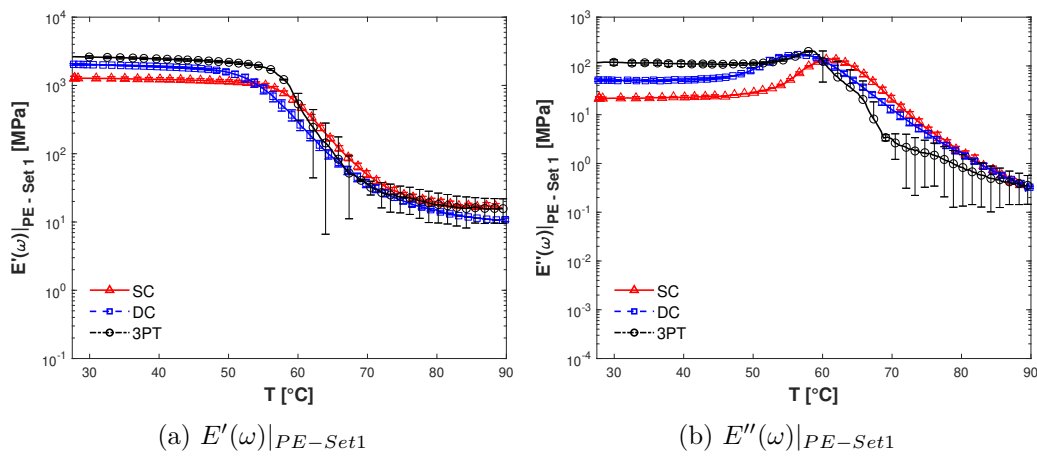 10^4
10^3
10^2
10^1
10^0
10^-1
E'(ω)|PE - Set 1 [MPa]
SC
DC
3PT
30 40 50 60 70 80 90
T [°C]
(a) E′(ω)|PE−Set1
10^3
10^2
10^1
10^0
10^-1
10^-2
10^-3
10^-4
E''(ω)|PE - Set 1 [MPa]
SC
DC
3PT
30 40 50 60 70 80 90
T [°C]
(b) E′′(ω)|PE−Set1